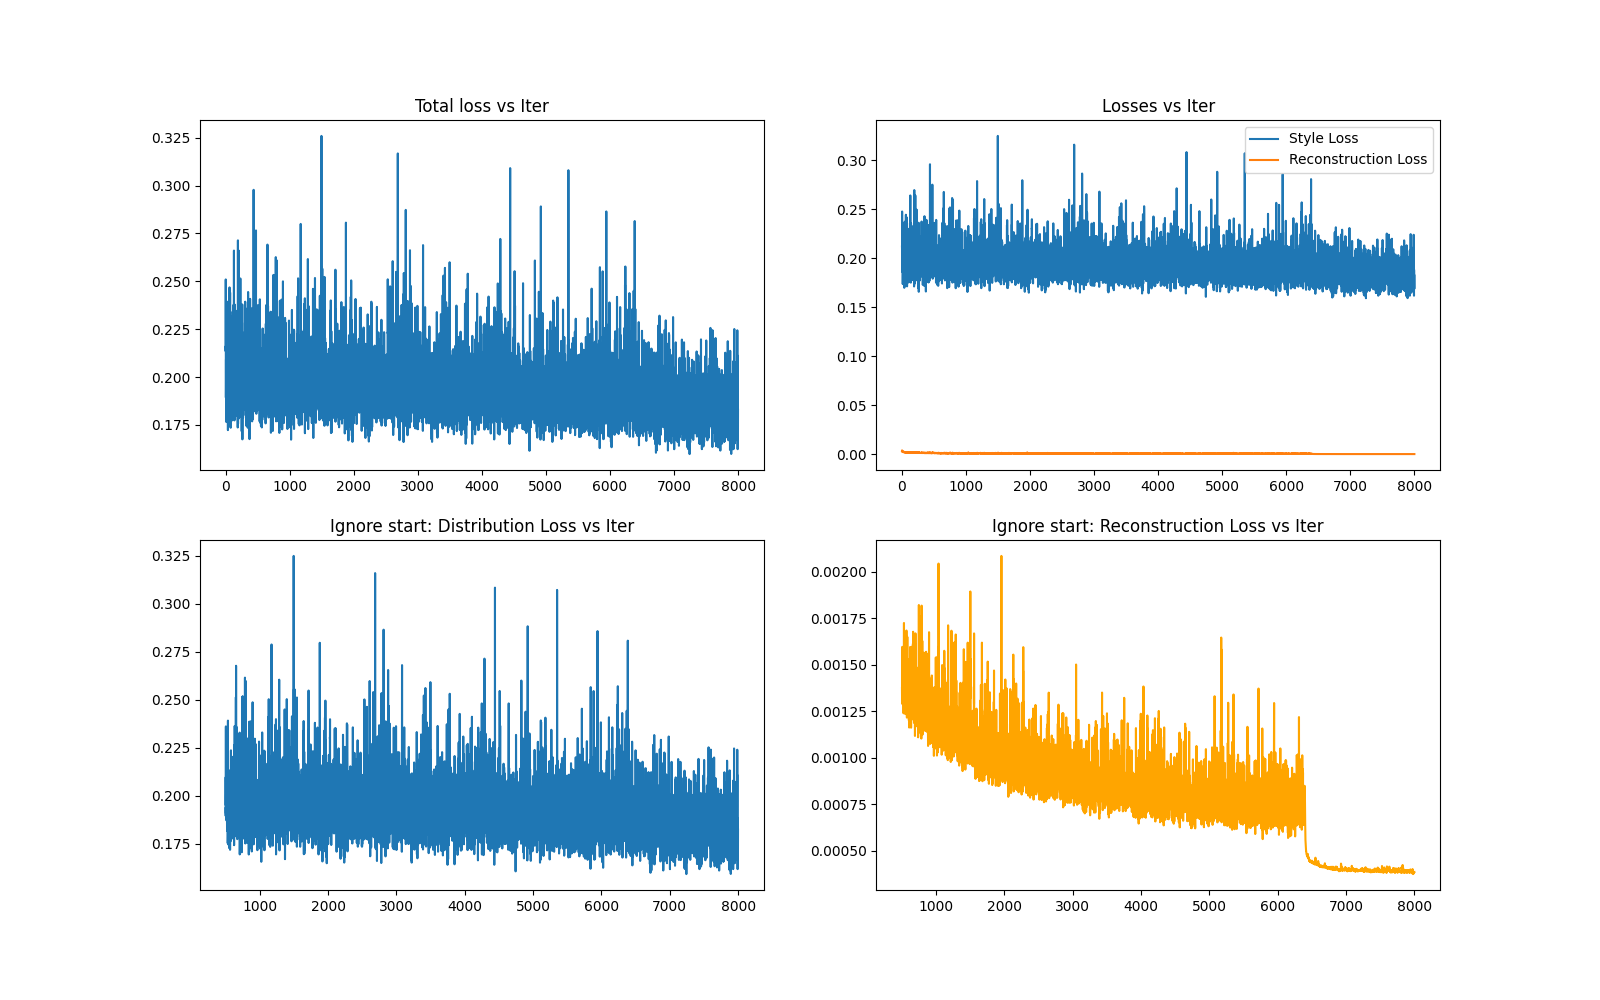 Total loss vs Iter
0.325
0.300
0.275
0.250
0.225
0.200
0.175
0 1000 2000 3000 4000 5000 6000 7000 8000
Losses vs Iter
Style Loss
Reconstruction Loss
0.30
0.25
0.20
0.15
0.10
0.05
0.00
0 1000 2000 3000 4000 5000 6000 7000 8000
Ignore start: Distribution Loss vs Iter
0.325
0.300
0.275
0.250
0.225
0.200
0.175
1000 2000 3000 4000 5000 6000 7000 8000
Ignore start: Reconstruction Loss vs Iter
0.00200
0.00175
0.00150
0.00125
0.00100
0.00075
0.00050
1000 2000 3000 4000 5000 6000 7000 8000